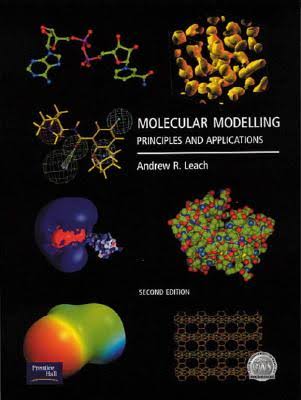 MOLECULAR MODELLING
PRINCIPLES AND APPLICATIONS
Andrew R. Leach
SECOND EDITION
Prentice
Hall